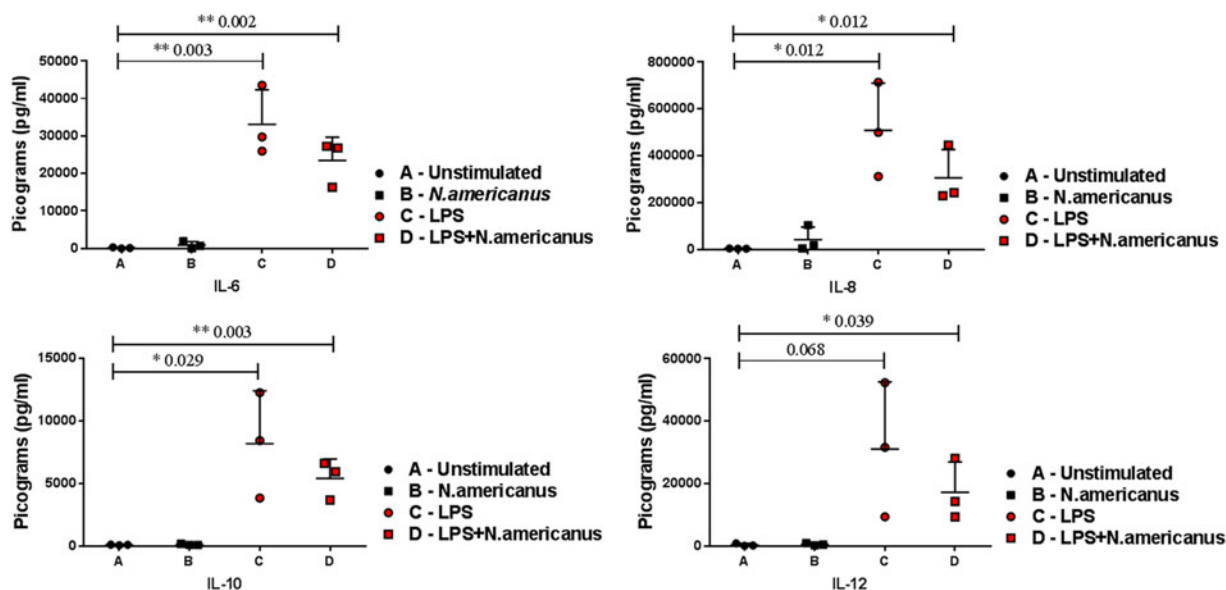 ** 0.002
** 0.003
50000
40000
30000
20000
10000
0
Picograms (pg/ml)
A B C D
IL-6
A - Unstimulated
B - N.americanus
C - LPS
D - LPS+N.americanus
* 0.012
* 0.012
800000
600000
400000
200000
0
Picograms (pg/ml)
A B C D
IL-8
A - Unstimulated
B - N.americanus
C - LPS
D - LPS+N.americanus
** 0.003
* 0.029
15000
10000
5000
0
Picograms (pg/ml)
A B C D
IL-10
A - Unstimulated
B - N.americanus
C - LPS
D - LPS+N.americanus
* 0.039
0.068
60000
40000
20000
0
Picograms (pg/ml)
A B C D
IL-12
A - Unstimulated
B - N.americanus
C - LPS
D - LPS+N.americanus